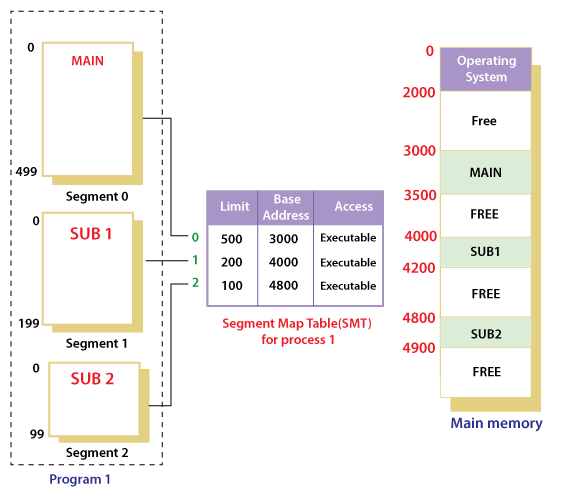 0
MAIN
499
Segment 0
0
SUB 1
199
Segment 1
0
SUB 2
99
Segment 2
Program 1
Limit Base Address Access
0 500 3000 Executable
1 200 4000 Executable
2 100 4800 Executable
Segment Map Table(SMT)
for process 1
0
Operating
System
2000
Free
3000
MAIN
3500
FREE
4000
SUB1
4200
FREE
4800
SUB2
4900
FREE
Main memory